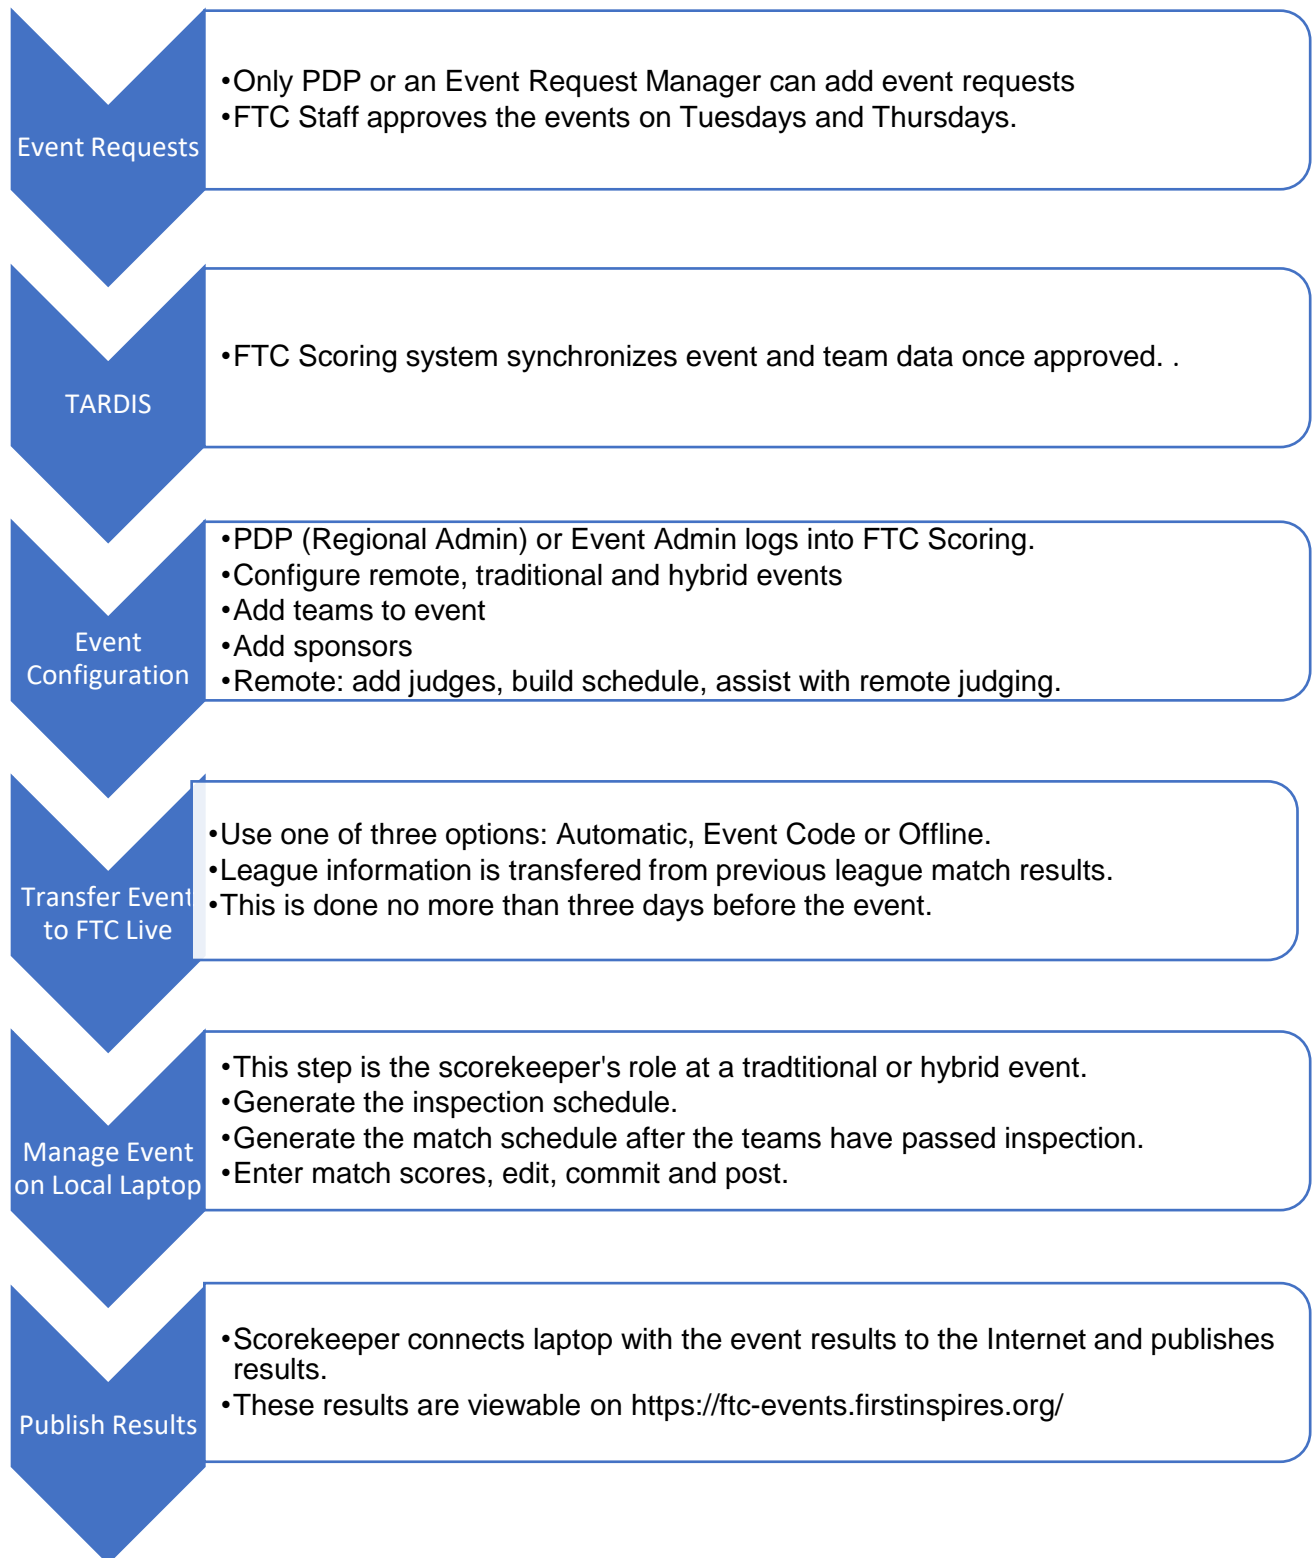 Event Requests
•Only PDP or an Event Request Manager can add event requests
•FTC Staff approves the events on Tuesdays and Thursdays.
TARDIS
•FTC Scoring system synchronizes event and team data once approved. .
Event
Configuration
•PDP (Regional Admin) or Event Admin logs into FTC Scoring.
•Configure remote, traditional and hybrid events
•Add teams to event
•Add sponsors
•Remote: add judges, build schedule, assist with remote judging.
Transfer Event
to FTC Live
•Use one of three options: Automatic, Event Code or Offline.
•League information is transfered from previous league match results.
•This is done no more than three days before the event.
Manage Event
on Local Laptop
•This step is the scorekeeper's role at a tradtitional or hybrid event.
•Generate the inspection schedule.
•Generate the match schedule after the teams have passed inspection.
•Enter match scores, edit, commit and post.
Publish Results
•Scorekeeper connects laptop with the event results to the Internet and publishes
results.
•These results are viewable on https://ftc-events.firstinspires.org/